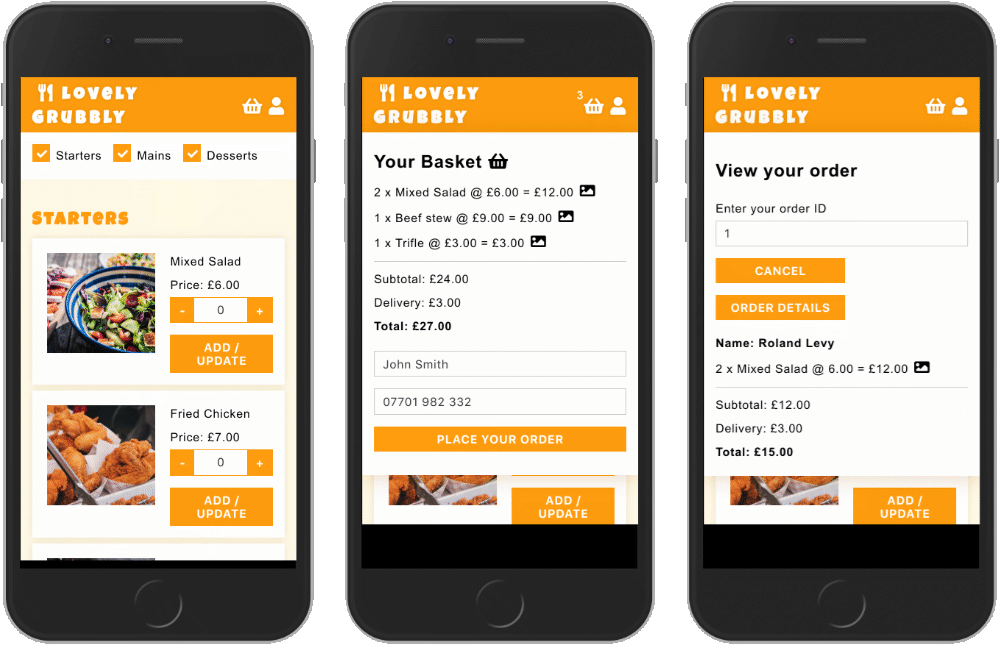 Lovely
Grubbly
Starters Mains Desserts
Starters
Mixed Salad
Price: £6.00
- 0 +
ADD /
UPDATE
Fried Chicken
Price: £7.00
- 0 +
ADD /
UPDATE
Lovely
Grubbly
3
Your Basket
2 x Mixed Salad @ £6.00 = £12.00
1 x Beef stew @ £9.00 = £9.00
1 x Trifle @ £3.00 = £3.00
Subtotal: £24.00
Delivery: £3.00
Total: £27.00
John Smith
07701 982 332
PLACE YOUR ORDER
ADD /
UPDATE
Lovely
Grubbly
View your order
Enter your order ID
1
CANCEL
ORDER DETAILS
Name: Roland Levy
2 x Mixed Salad @ 6.00 = £12.00
Subtotal: £12.00
Delivery: £3.00
Total: £15.00
ADD /
UPDATE